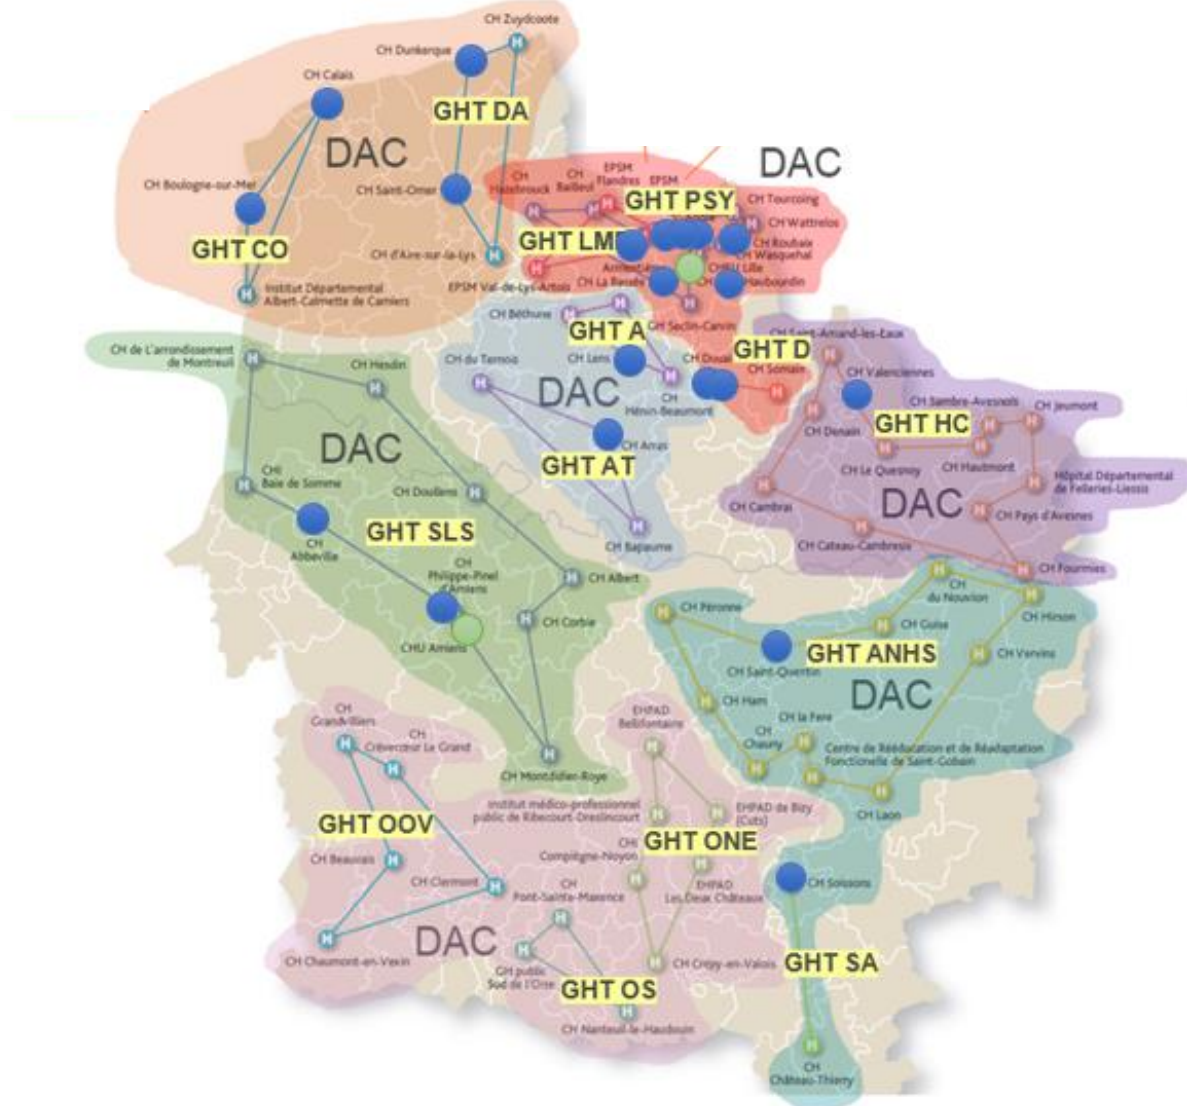 CH Zuydcoote
CH Dunkerque
CH Calais
GHT DA
DAC
DAC
CH Boulogne-sur-Mer
CH Saint-Omer
GHT CO
CH d'Aire-sur-la-Lys
Institut Départemental
Albert-Calmette de Camiers
CH
Hazebrouck
CH
Bailleul
EPSM
Flandres
EPSM
GHT PSY
CH Tourcoing
CH Wattrelos
GHT LM
CH Roubaix
CH Wasquehal
Armentières
Lille
EPSM Val-de-Lys-Artois
CH La Bassée
CH
Haubourdin
CH Béthune
GH Seclin-Carvin
GHT A
GHT D
CH Saint-Amand-les-Eaux
CH de L'arrondissement
de Montreuil
CH Hesdin
CH du Ternois
CH Lens
CH Douai
CH Somain
CH Valenciennes
DAC
CH
Hénin-Beaumont
CH Sambre-Avesnois
CH Jeumont
GHT HC
CH Denain
DAC
CH Arras
GHT AT
CH Le Quesnoy
CH Hautmont
CHI
Baie de Somme
CH Doullens
CH Cambrai
DAC
Hôpital Départemental
de Felleries-Liessis
CH Pays d'Avesnes
CH
Abbeville
GHT SLS
CH Bapaume
CH Cateau-Cambresis
CH Fourmies
CH
Philippe-Pinel
d'Amiens
CH Albert
CH
du Nouvion
CH Hirson
CH Corbie
CH Péronne
CH Guise
CHU Amiens
CH Saint-Quentin
GHT ANHS
CH Vervins
DAC
CH Ham
CH
Grandvilliers
CH
Crèvecœur Le Grand
EHPAD
Bellifontaine
CH la Fere
CH
Chauny
Centre de Rééducation et de Réadaptation
Fonctionelle de Saint-Gobain
CH Montdidier-Roye
CH Laon
Institut médico-professionnel
public de Ribecourt-Dreslincourt
EHPAD de Bizy
(Cuts)
GHT OOV
GHT ONE
CHI
Compiègne-Noyon
CH Beauvais
CH Clermont
CH
Pont-Sainte-Maxence
EHPAD
Les Deux Châteaux
CH Soissons
DAC
CH Chaumont-en-Vexin
CH Crépy-en-Valois
GHT SA
GH public
Sud de l'Oise
GHT OS
CH Nanteuil-le-Haudouin
CH
Château-Thierry